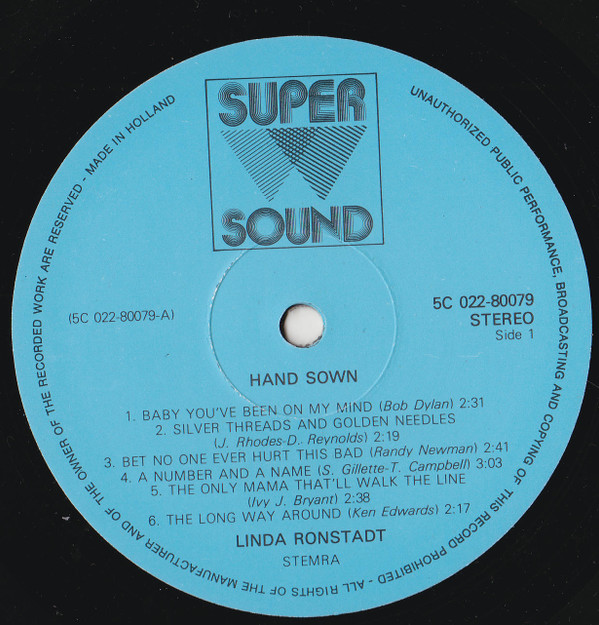 SUPER
SOUND
(5C 022-80079-A)
5C 022-80079
STEREO
Side 1
HAND SOWN
1. BABY YOU'VE BEEN ON MY MIND (Bob Dylan) 2:31
2. SILVER THREADS AND GOLDEN NEEDLES
(J. Rhodes-D. Reynolds) 2:19
3. BET NO ONE EVER HURT THIS BAD (Randy Newman) 2:41
4. A NUMBER AND A NAME (S. Gillette-T. Campbell) 3:03
5. THE ONLY MAMA THAT'LL WALK THE LINE
(Ivy J. Bryant) 2:38
6. THE LONG WAY AROUND (Ken Edwards) 2:17
LINDA RONSTADT
STEMRA
UNAUTHORIZED PUBLIC PERFORMANCE, BROADCASTING AND COPYING OF THIS RECORD PROHIBITED - ALL RIGHTS OF THE MANUFACTURER AND OF THE OWNER OF THE RECORDED WORK ARE RESERVED - MADE IN HOLLAND